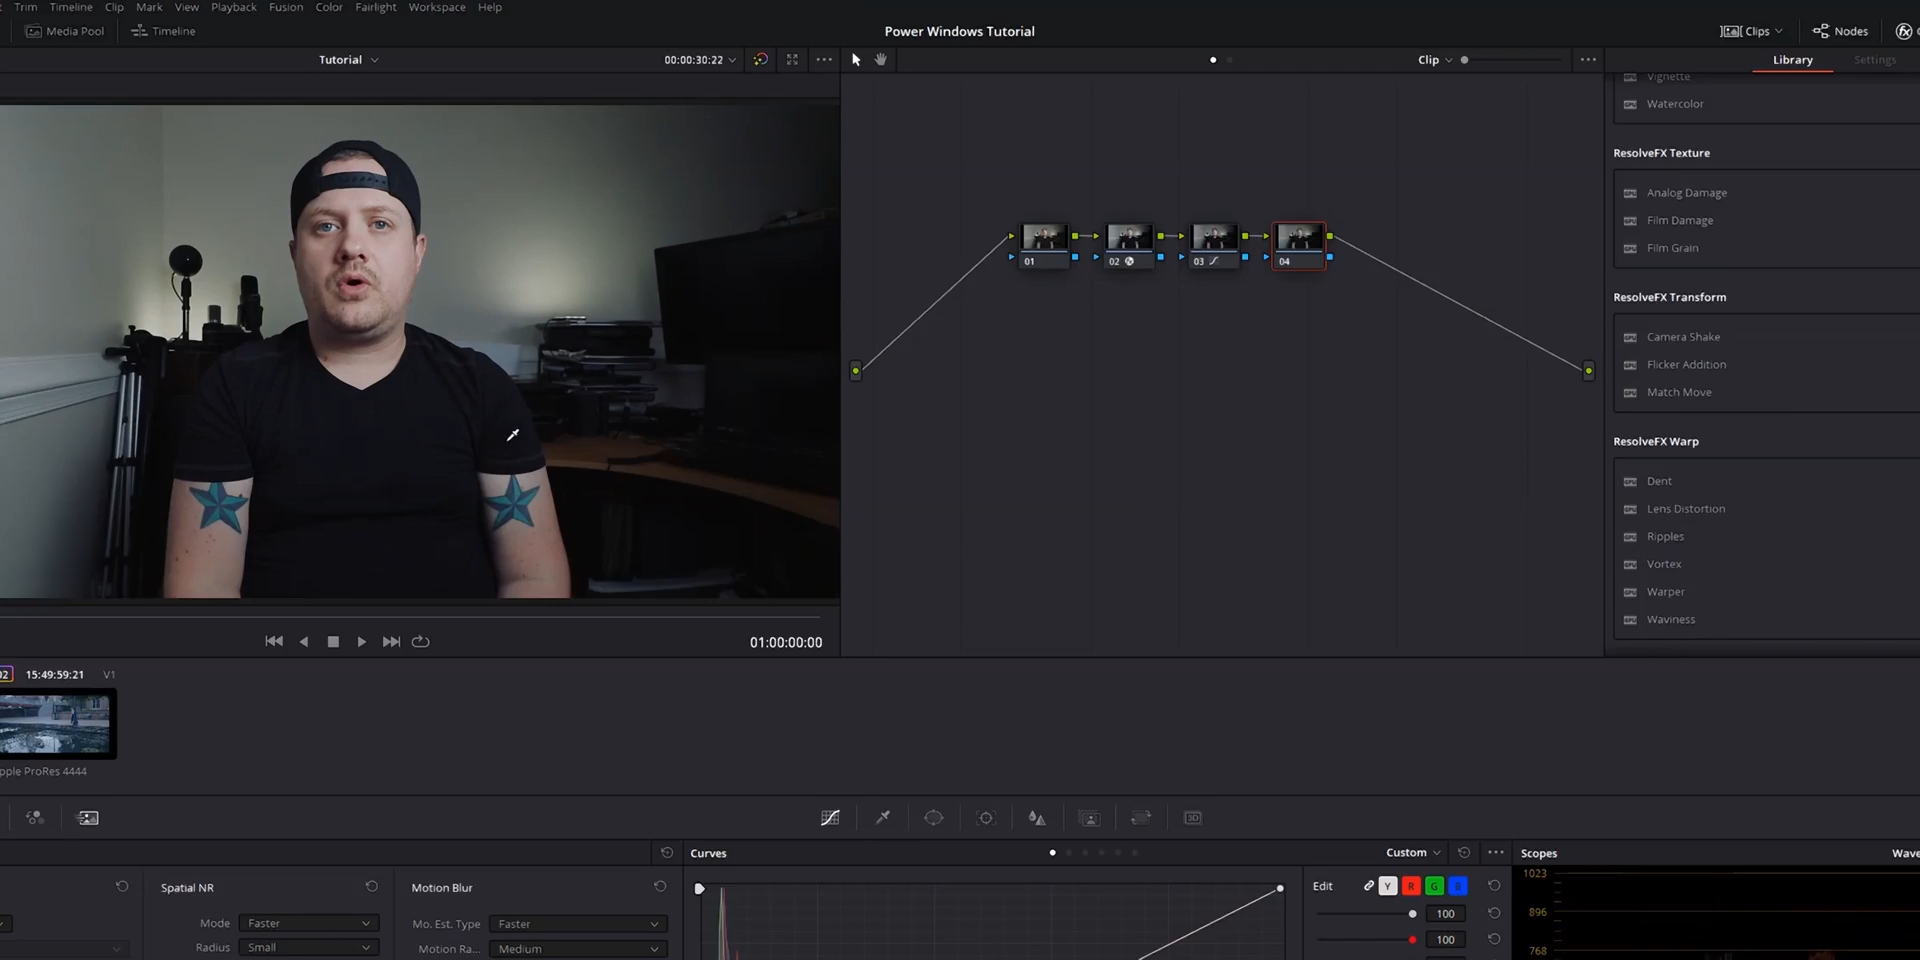 Trim Timeline Clip Mark View Playback Fusion Color Fairlight Workspace Help
Media Pool Timeline
Power Windows Tutorial
Clips Nodes
Tutorial 00:00:30:22
Clip
Library Settings
Vignette
Watercolor
ResolveFX Texture
Analog Damage
Film Damage
Film Grain
ResolveFX Transform
Camera Shake
Flicker Addition
Match Move
ResolveFX Warp
Dent
Lens Distortion
Ripples
Vortex
Warper
Waviness
01 02 03 04
01:00:00:00
02 15:49:59:21 V1
pple ProRes 4444
Curves
Custom
Scopes
Wave
Spatial NR
Mode Faster
Radius Small
Motion Blur
Mo. Est. Type Faster
Motion Ra... Medium
Edit Y R G B
100
100
1023
896
768
3D